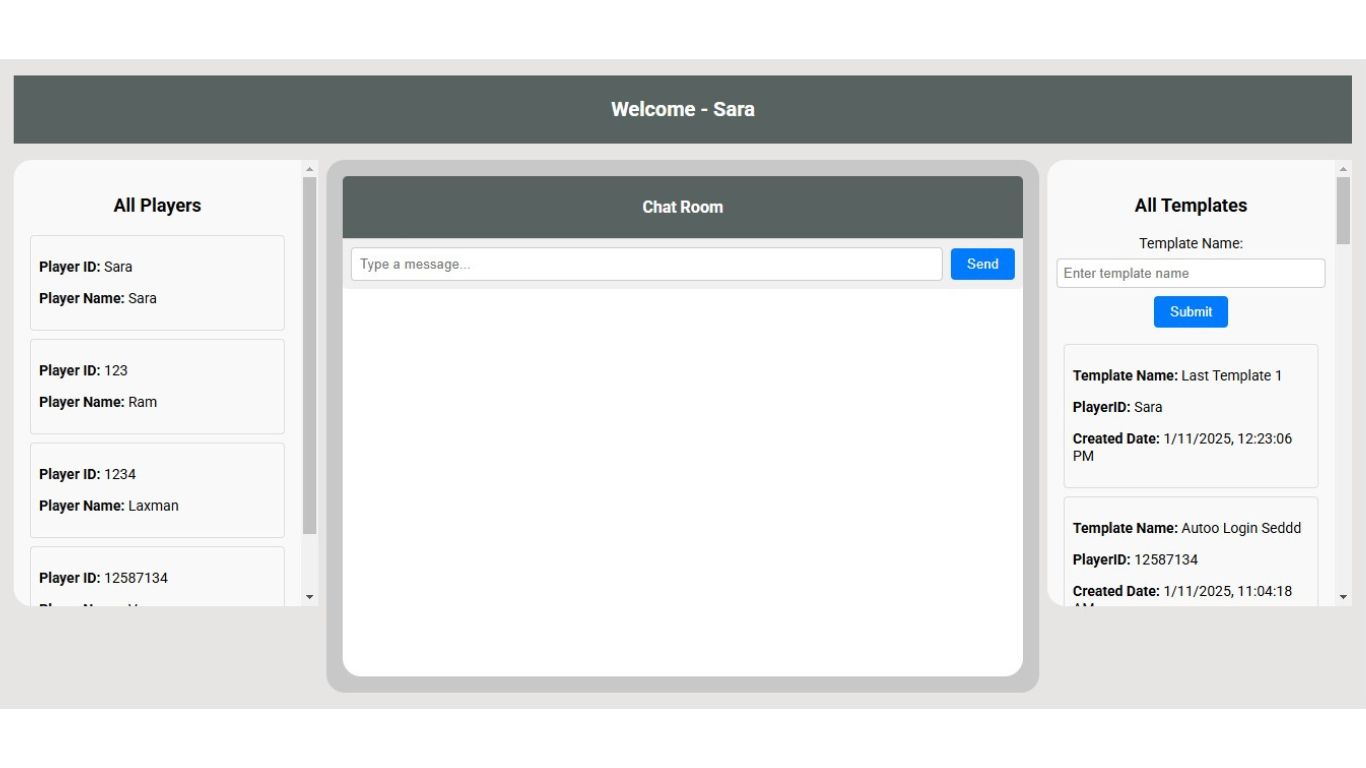 Welcome - Sara
All Players
Player ID: Sara
Player Name: Sara
Player ID: 123
Player Name: Ram
Player ID: 1234
Player Name: Laxman
Player ID: 12587134
Chat Room
Type a message...
Send
All Templates
Template Name:
Enter template name
Submit
Template Name: Last Template 1
PlayerID: Sara
Created Date: 1/11/2025, 12:23:06
PM
Template Name: Autoo Login Seddd
PlayerID: 12587134
Created Date: 1/11/2025, 11:04:18